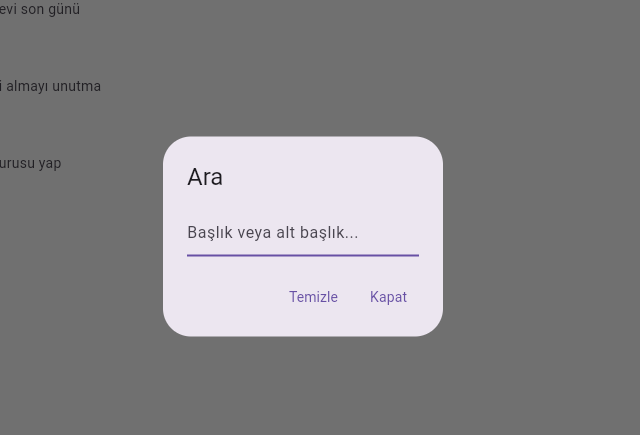 evi son günü
i almayı unutma
urusu yap
Ara
Başlık veya alt başlık...
Temizle Kapat